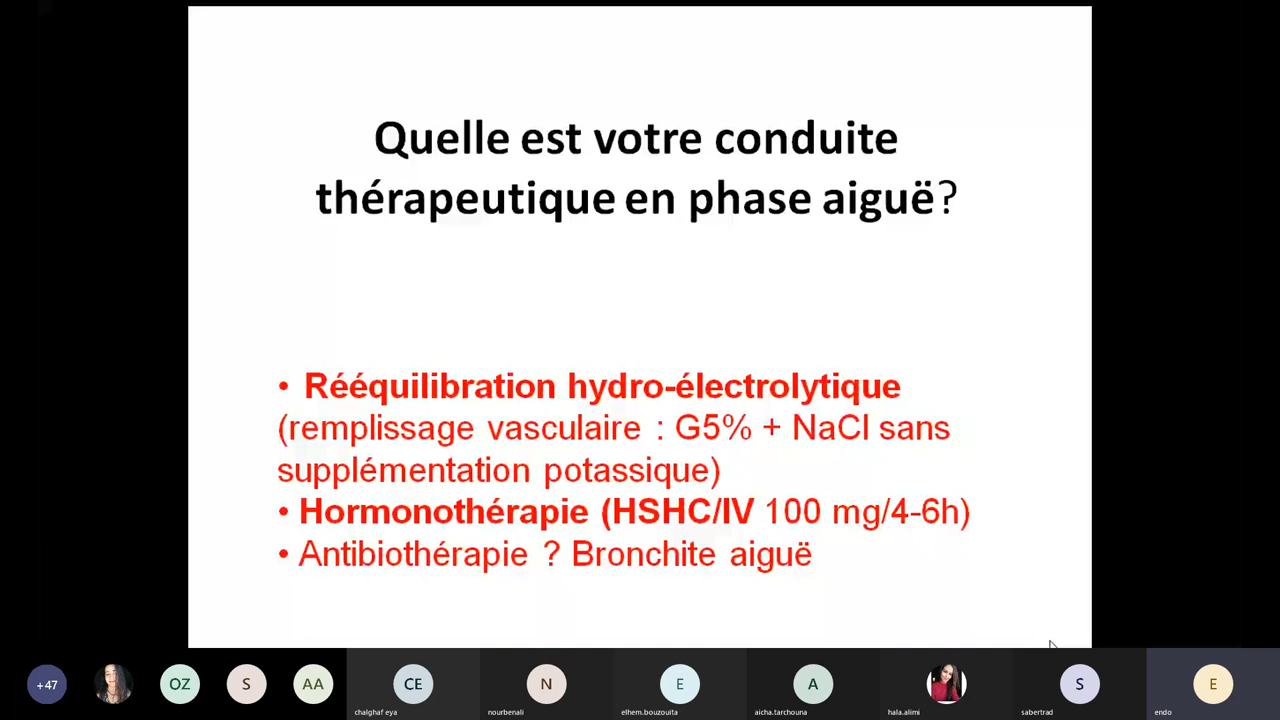 Quelle est votre conduite
thérapeutique en phase aiguë?
• Rééquilibration hydro-électrolytique
(remplissage vasculaire : G5% + NaCl sans
supplémentation potassique)
• Hormonothérapie (HSHC/IV 100 mg/4-6h)
• Antibiothérapie ? Bronchite aiguë
+47
OZ
S
AA
CE
N
E
A
S
E
chalghaf eya
nourbenali
elhem.bouzouita
aicha.tarchouna
hala.alimi
sabertrad
endo